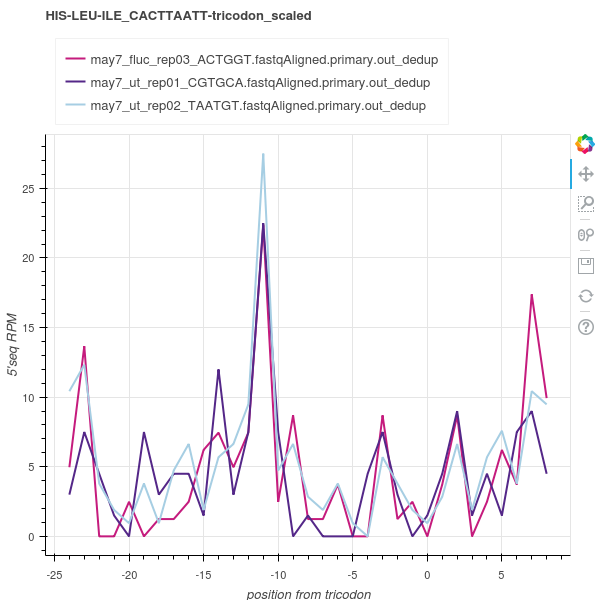 HIS-LEU-ILE_CACTTAATT-tricodon_scaled
may7_fluc_rep03_ACTGGT.fastqAligned.primary.out_dedup
may7_ut_rep01_CGTGCA.fastqAligned.primary.out_dedup
may7_ut_rep02_TAATGT.fastqAligned.primary.out_dedup
25
20
15
10
5
0
5'seq RPM
-25 -20 -15 -10 -5 0 5
position from tricodon